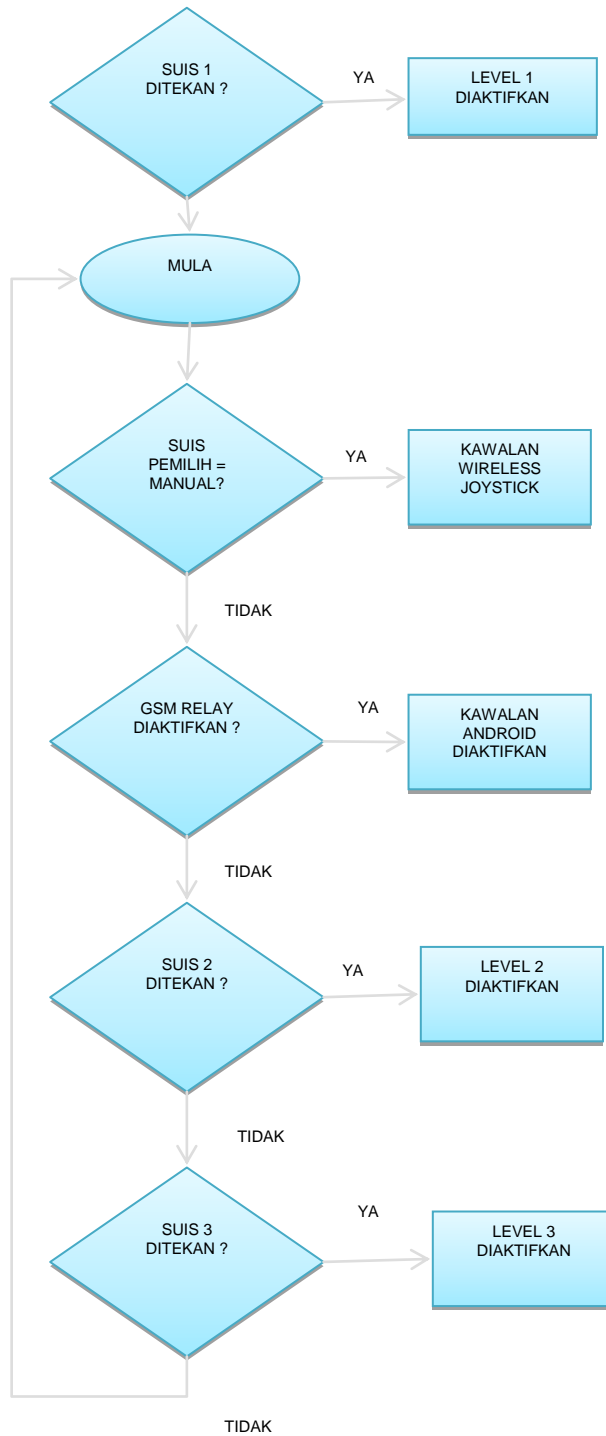 SUIS 1
DITEKAN ?
YA
LEVEL 1
DIAKTIFKAN
MULA
SUIS
PEMILIH =
MANUAL?
YA
KAWALAN
WIRELESS
JOYSTICK
TIDAK
GSM RELAY
DIAKTIFKAN ?
YA
KAWALAN
ANDROID
DIAKTIFKAN
TIDAK
SUIS 2
DITEKAN ?
YA
LEVEL 2
DIAKTIFKAN
TIDAK
SUIS 3
DITEKAN ?
YA
LEVEL 3
DIAKTIFKAN
TIDAK